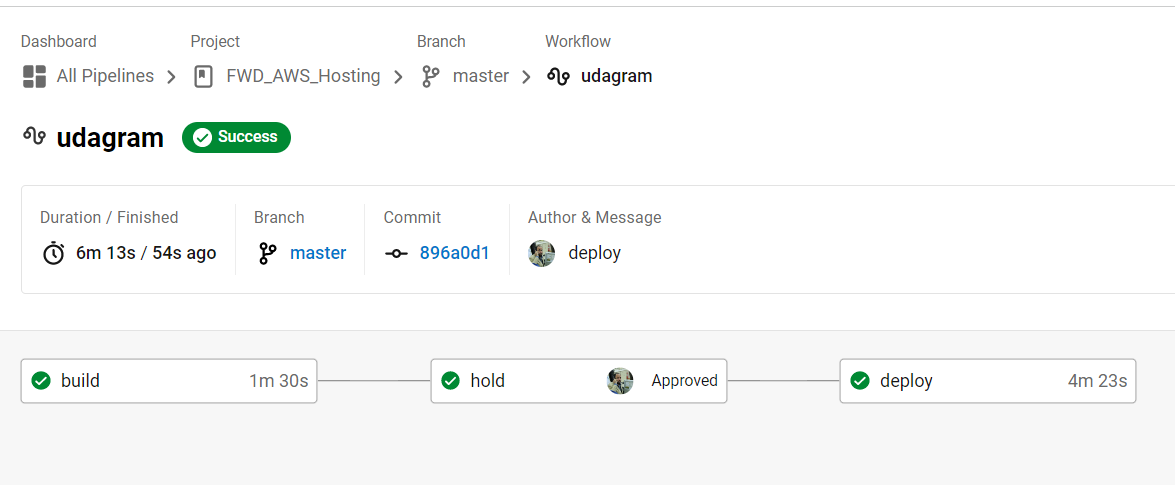 Dashboard Project Branch Workflow
All Pipelines FWD_AWS_Hosting master udagram
udagram Success
Duration / Finished Branch Commit Author & Message
6m 13s / 54s ago master 896a0d1 deploy
build 1m 30s hold Approved deploy 4m 23s